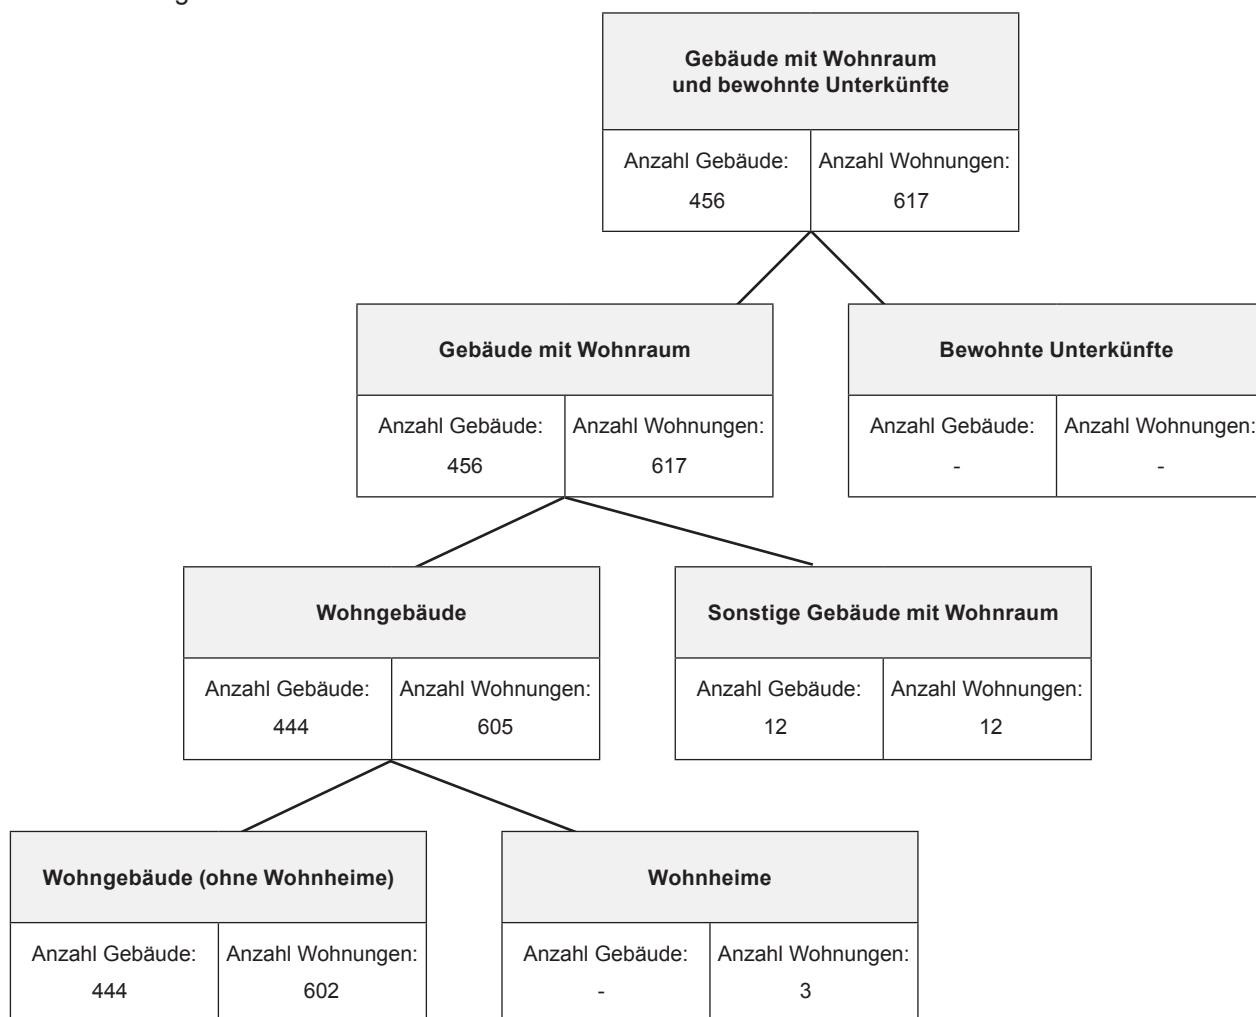 Gebäude mit Wohnraum
und bewohnte Unterkünfte
Anzahl Gebäude: Anzahl Wohnungen:
456 617
Gebäude mit Wohnraum
Anzahl Gebäude: Anzahl Wohnungen:
456 617
Bewohnte Unterkünfte
Anzahl Gebäude: Anzahl Wohnungen:
- -
Wohngebäude
Anzahl Gebäude: Anzahl Wohnungen:
444 605
Sonstige Gebäude mit Wohnraum
Anzahl Gebäude: Anzahl Wohnungen:
12 12
Wohngebäude (ohne Wohnheime)
Anzahl Gebäude: Anzahl Wohnungen:
444 602
Wohnheime
Anzahl Gebäude: Anzahl Wohnungen:
- 3